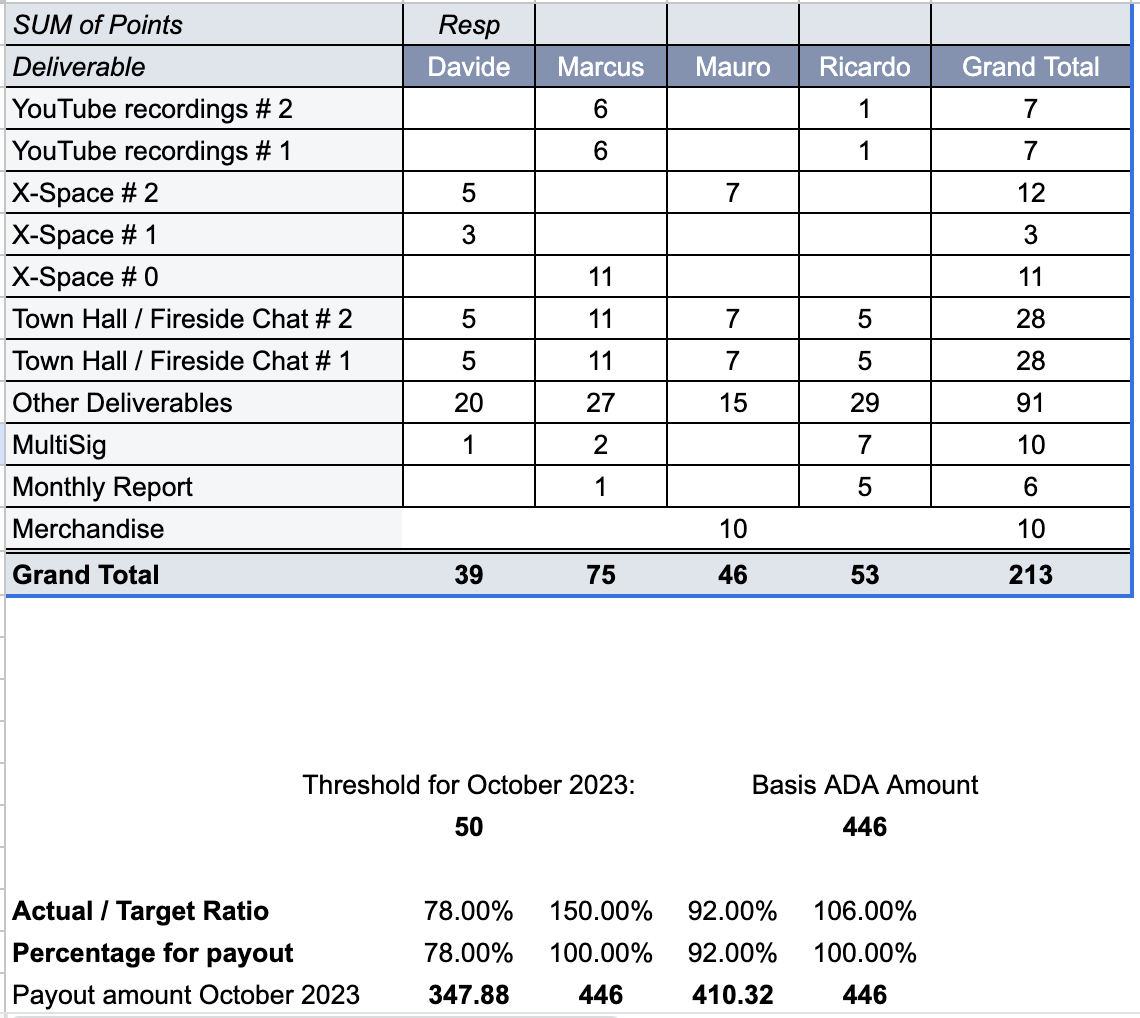 SUM of Points Resp
Deliverable Davide Marcus Mauro Ricardo Grand Total
YouTube recordings # 2 6 1 7
YouTube recordings # 1 6 1 7
X-Space # 2 5 7 12
X-Space # 1 3 3
X-Space # 0 11 11
Town Hall / Fireside Chat # 2 5 11 7 5 28
Town Hall / Fireside Chat # 1 5 11 7 5 28
Other Deliverables 20 27 15 29 91
MultiSig 1 2 7 10
Monthly Report 1 5 6
Merchandise 10 10
Grand Total 39 75 46 53 213
Threshold for October 2023: Basis ADA Amount
50 446
Actual / Target Ratio 78.00% 150.00% 92.00% 106.00%
Percentage for payout 78.00% 100.00% 92.00% 100.00%
Payout amount October 2023 347.88 446 410.32 446